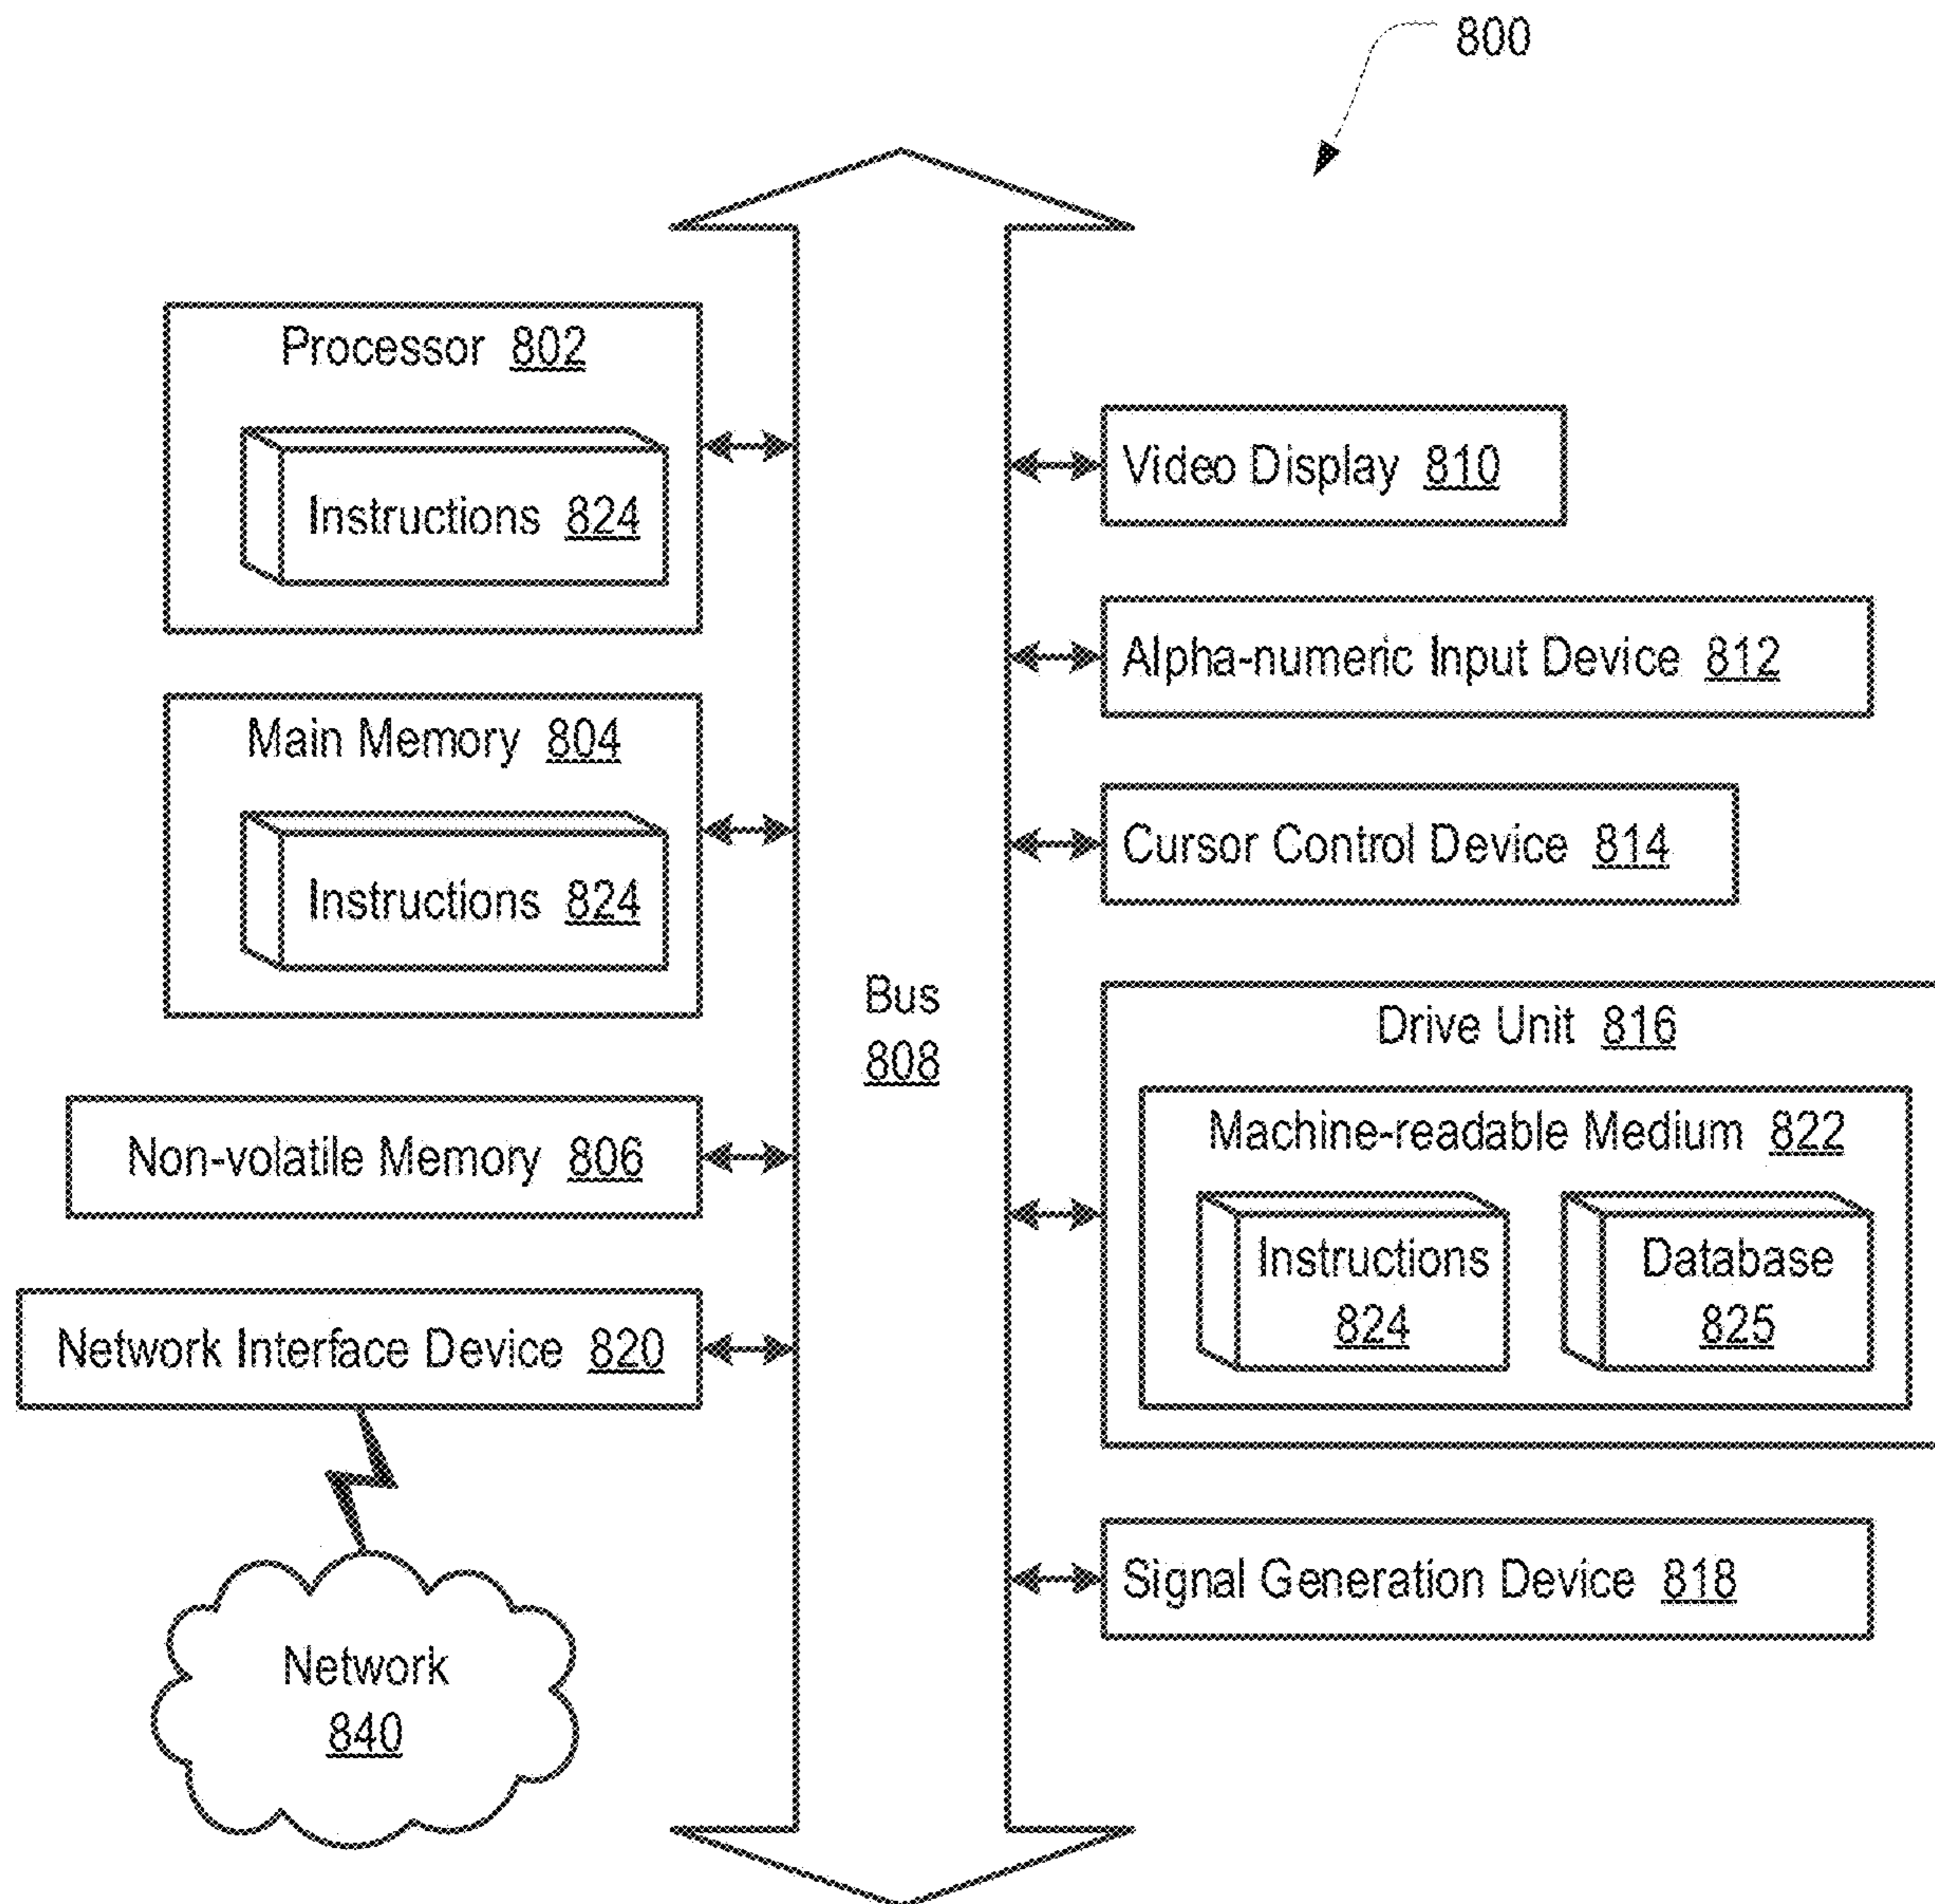 800
Processor 802
Instructions 824
Main Memory 804
Instructions 824
Non-volatile Memory 806
Network Interface Device 820
Network
840
Bus
808
Video Display 810
Alpha-numeric Input Device 812
Cursor Control Device 814
Drive Unit 816
Machine-readable Medium 822
Instructions
824
Database
825
Signal Generation Device 818